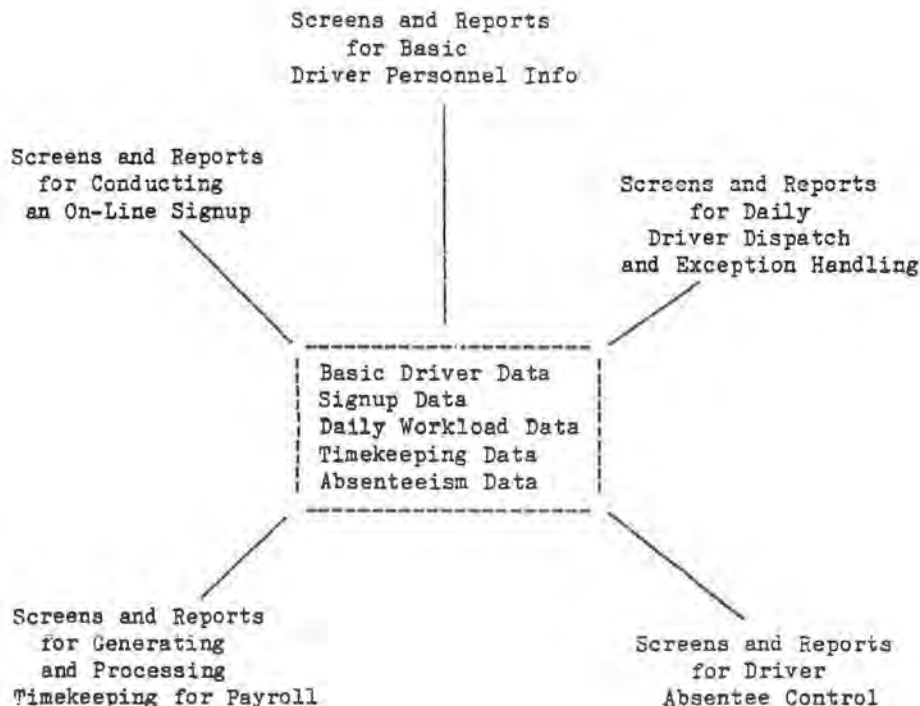 Screens and Reports
for Basic
Driver Personnel Info
Screens and Reports
for Conducting
an On-Line Signup
Screens and Reports
for Daily
Driver Dispatch
and Exception Handling
Basic Driver Data
Signup Data
Daily Workload Data
Timekeeping Data
Absenteeism Data
Screens and Reports
for Generating
and Processing
Timekeeping for Payroll
Screens and Reports
for Driver
Absentee Control